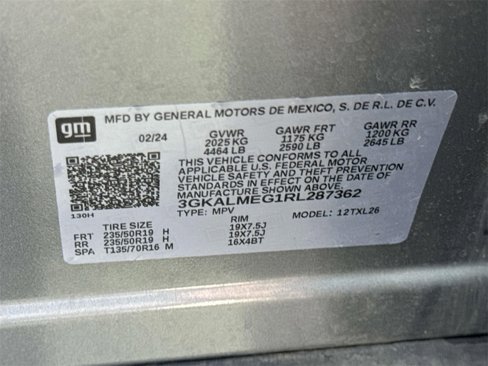 gm
MFD BY GENERAL MOTORS DE MEXICO, S. DE R.L. DE C.V.
02/24 GVWR GAWR FRT GAWR RR
2025 KG 1175 KG 1200 KG
4464 LB 2590 LB 2645 LB
THIS VEHICLE CONFORMS TO ALL
APPLICABLE U.S. FEDERAL MOTOR
VEHICLE SAFETY AND THEFT PREVENTION
STANDARDS IN EFFECT ON THE DATE OF
MANUFACTURE SHOWN ABOVE.
3GKALMEG1RL287362
130H
TYPE: MPV MODEL: 12TXL26
TIRE SIZE RIM
FRT 235/50R19 H 19X7.5J
RR 235/50R19 H 19X7.5J
SPA T135/70R16 M 16X4BT